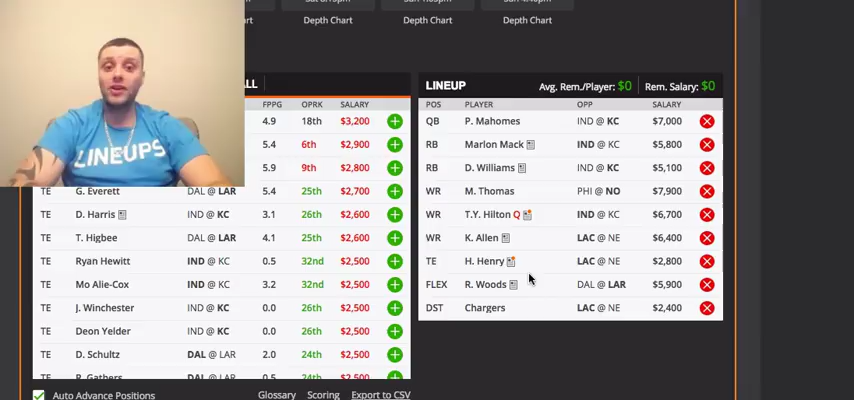 Depth Chart
Depth Chart
Depth Chart
LINEUPS
FPPG OPRK SALARY
4.9 18th $3,200
5.4 6th $2,900
5.9 9th $2,800
TE G. Everett DAL @ LAR 5.4 25th $2,700
TE D. Harris IND @ KC 3.1 26th $2,600
TE T. Higbee DAL @ LAR 4.1 25th $2,600
TE Ryan Hewitt IND @ KC 0.5 32nd $2,500
TE Mo Alie-Cox IND @ KC 3.2 32nd $2,500
TE J. Winchester IND @ KC 0.0 26th $2,500
TE Deon Yelder IND @ KC 0.0 26th $2,500
TE D. Schultz DAL @ LAR 2.0 24th $2,500
TE R. Gathers DAL @ LAR 0.5 24th $2,500
Auto Advance Positions Glossary Scoring Export to CSV
LINEUP Avg. Rem./Player: $0 Rem. Salary: $0
POS PLAYER OPP SALARY
QB P. Mahomes IND @ KC $7,000
RB Marlon Mack IND @ KC $5,800
RB D. Williams IND @ KC $5,100
WR M. Thomas PHI @ NO $7,900
WR T.Y. Hilton Q IND @ KC $6,700
WR K. Allen LAC @ NE $6,400
TE H. Henry LAC @ NE $2,800
FLEX R. Woods DAL @ LAR $5,900
DST Chargers LAC @ NE $2,400